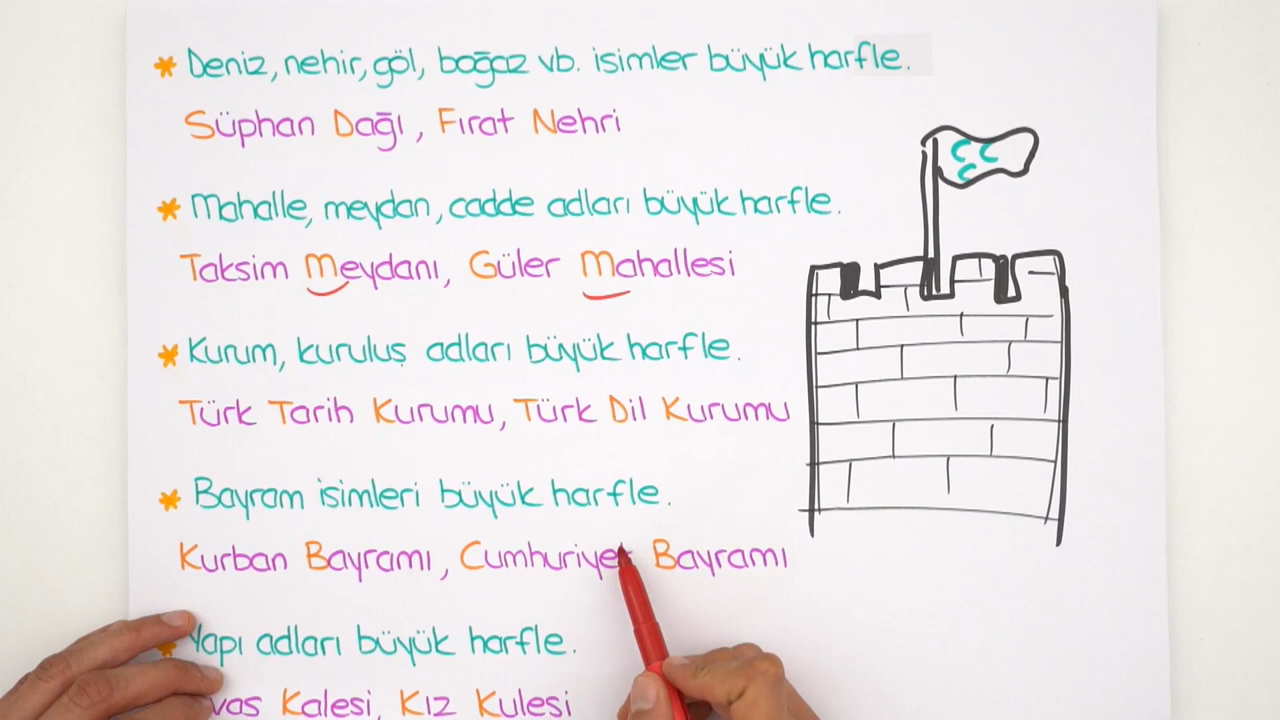 * Deniz, nehir, göl, boğaz vb. isimler büyük harfle.
Süphan Dağı, Fırat Nehri
* Mahalle, meydan, cadde adları büyük harfle.
Taksim Meydanı, Güler Mahallesi
* Kurum, kuruluş adları büyük harfle.
Türk Tarih Kurumu, Türk Dil Kurumu
* Bayram isimleri büyük harfle.
Kurban Bayramı, Cumhuriyet Bayramı
* Yapı adları büyük harfle.
Kalesi, Kız Kulesi